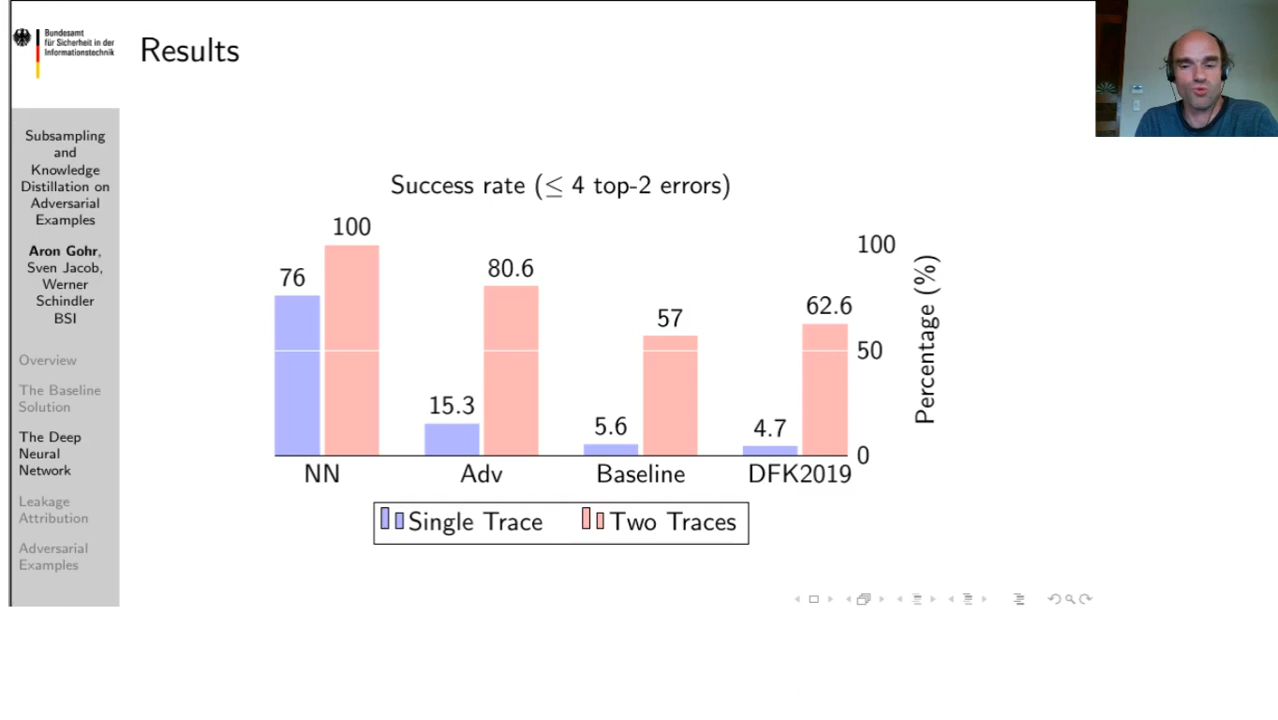 Bundesamt
für Sicherheit in der
Informationstechnik
Results
Subsampling
and
Knowledge
Distillation on
Adversarial
Examples
Aron Gohr,
Sven Jacob,
Werner
Schindler
BSI
Overview
The Baseline
Solution
The Deep
Neural
Network
Leakage
Attribution
Adversarial
Examples
Success rate (≤ 4 top-2 errors)
76
100
15.3
80.6
5.6
57
4.7
62.6
100
50
0
Percentage (%)
NN
Adv
Baseline
DFK2019
Single Trace
Two Traces